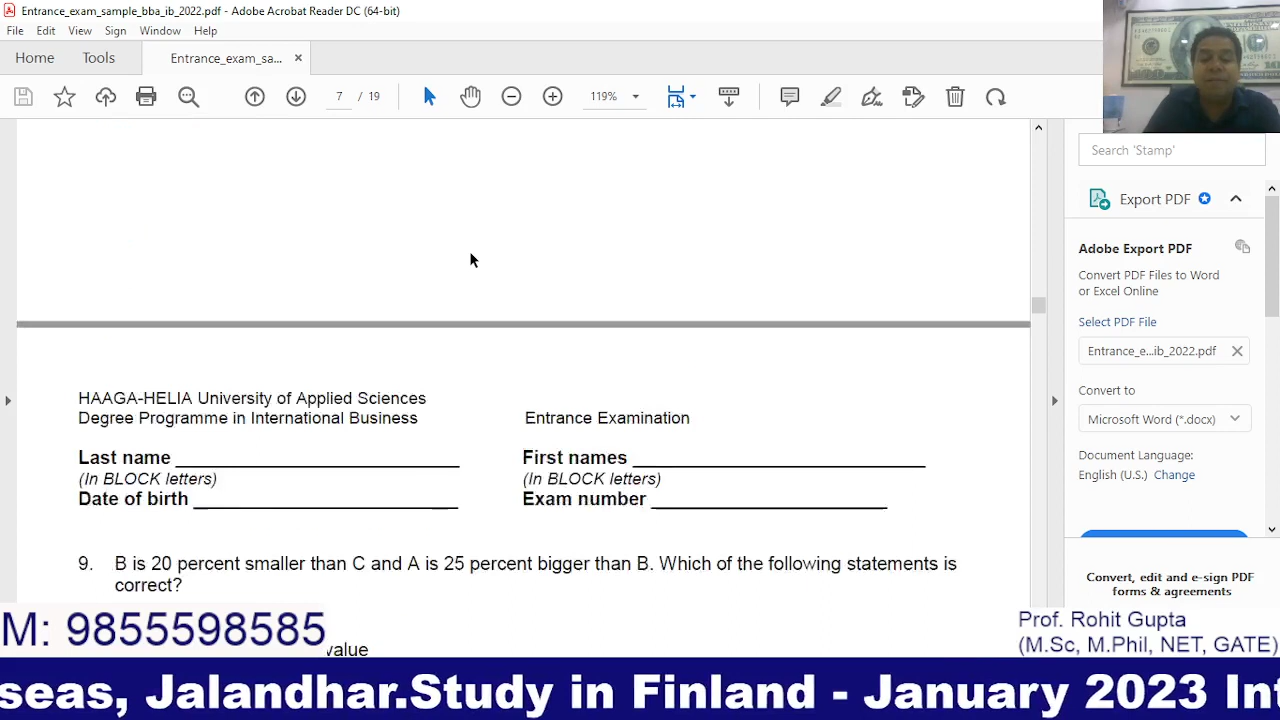 Entrance_exam_sample_bba_ib_2022.pdf - Adobe Acrobat Reader DC (64-bit)
File Edit View Sign Window Help
Home Tools Entrance_exam_sa... ×
7 / 19 119%
Search 'Stamp'
Export PDF
Adobe Export PDF
Convert PDF Files to Word
or Excel Online
Select PDF File
Entrance_e...ib_2022.pdf
Convert to
Microsoft Word (*.docx)
Document Language:
English (U.S.) Change
Convert, edit and e-sign PDF
forms & agreements
HAAGA-HELIA University of Applied Sciences
Degree Programme in International Business Entrance Examination
Last name First names
(In BLOCK letters) (In BLOCK letters)
Date of birth Exam number
9. B is 20 percent smaller than C and A is 25 percent bigger than B. Which of the following statements is
correct?
value
M: 9855598585
Prof. Rohit Gupta
(M.Sc, M.Phil, NET, GATE)
seas, Jalandhar.Study in Finland - January 2023 Int